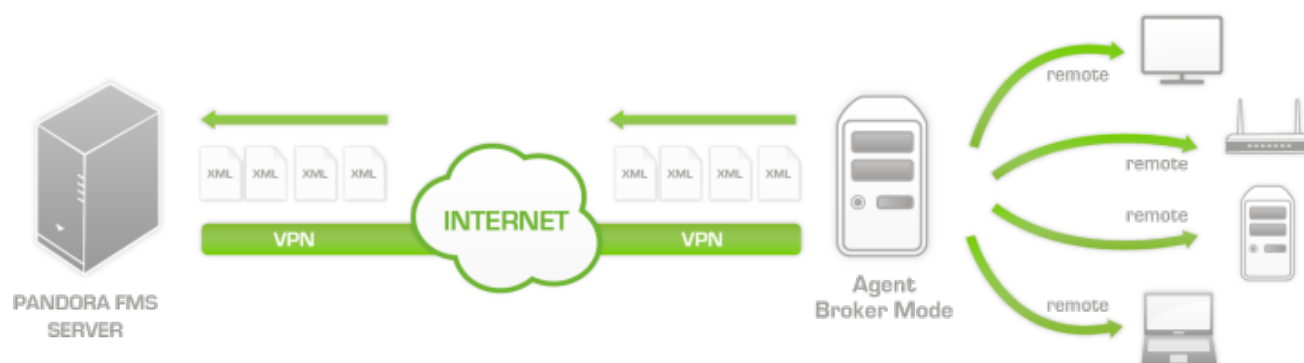 remote
remote
XML XML XML XML
XML XML XML XML
remote
INTERNET
VPN
VPN
Agent
Broker Mode
PANDORA FMS
SERVER
remote